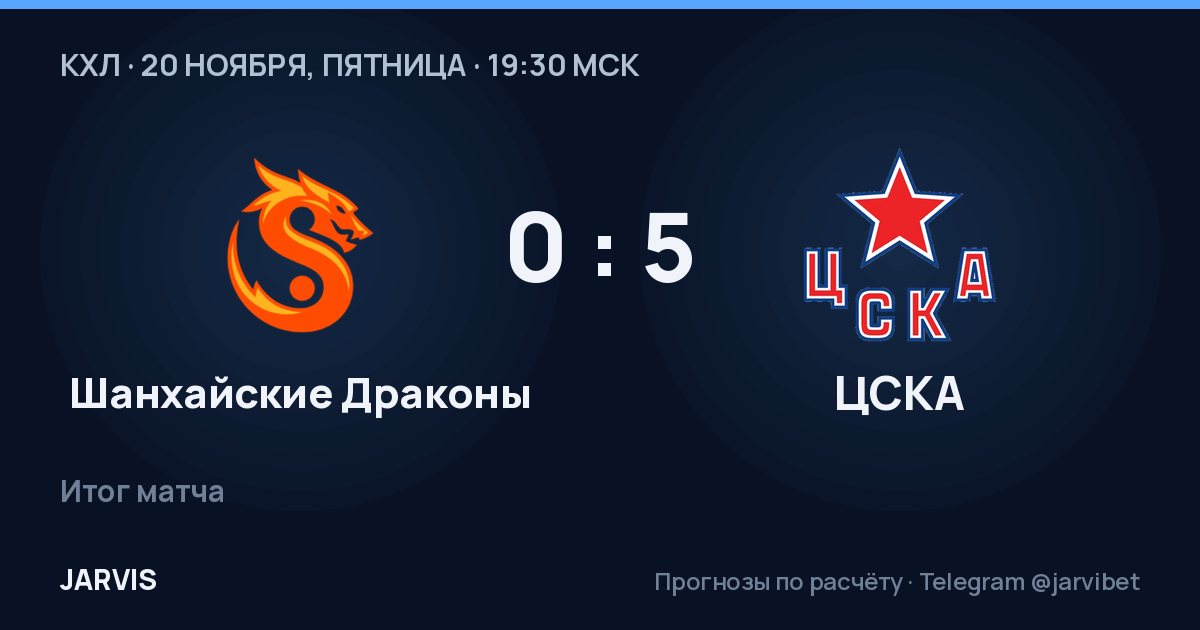 КХЛ · 20 НОЯБРЯ, ПЯТНИЦА · 19:30 МСК
0 : 5
ЦСКА
Шанхайские Драконы
ЦСКА
Итог матча
JARVIS
Прогнозы по расчёту · Telegram @jarvibet